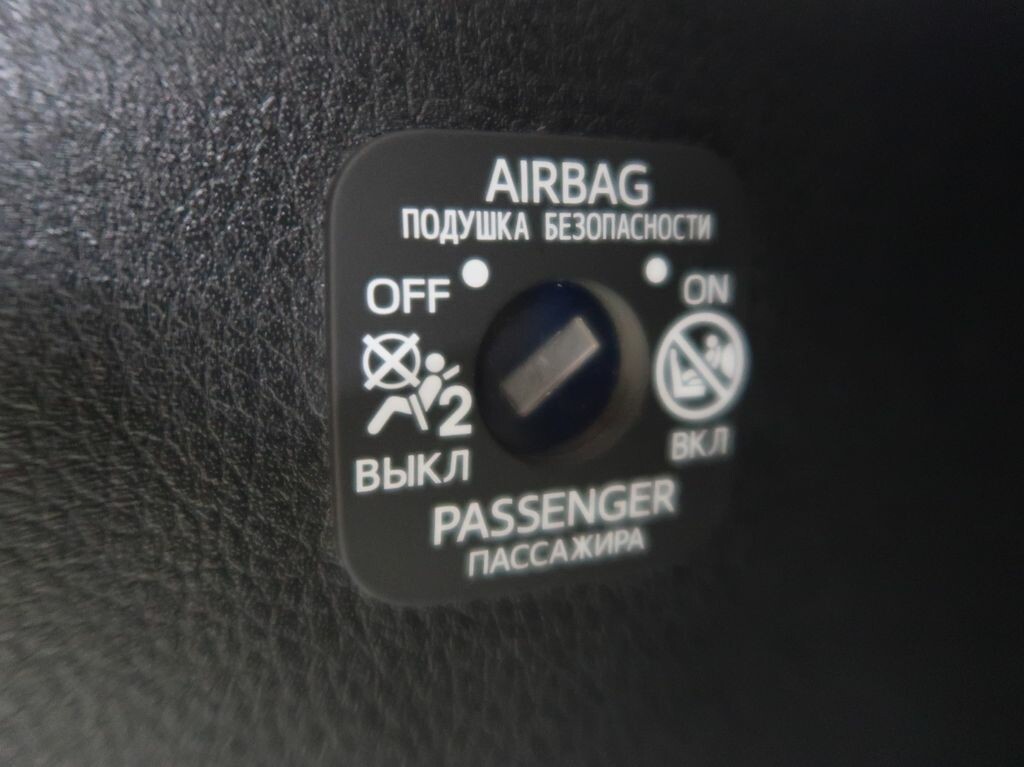 AIRBAG
ПОДУШКА БЕЗОПАСНОСТИ
OFF
ON
2
ВЫКЛ
ВКЛ
PASSENGER
ПАССАЖИРА